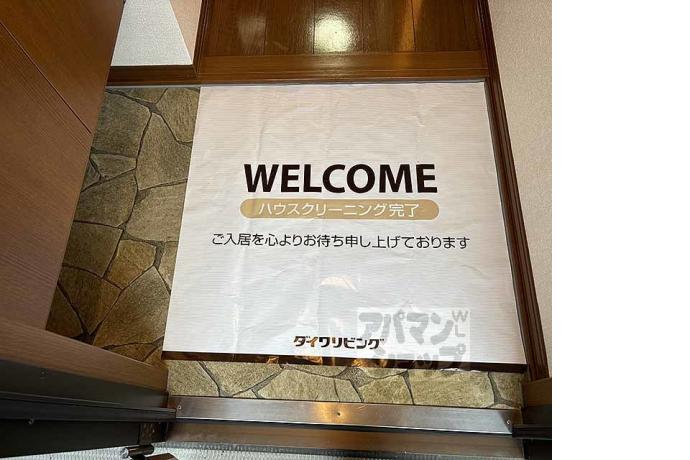 WELCOME
ハウスクリーニング完了
ご入居を心よりお待ち申し上げております
ダイワリビング
アパマン
ショップ
WL